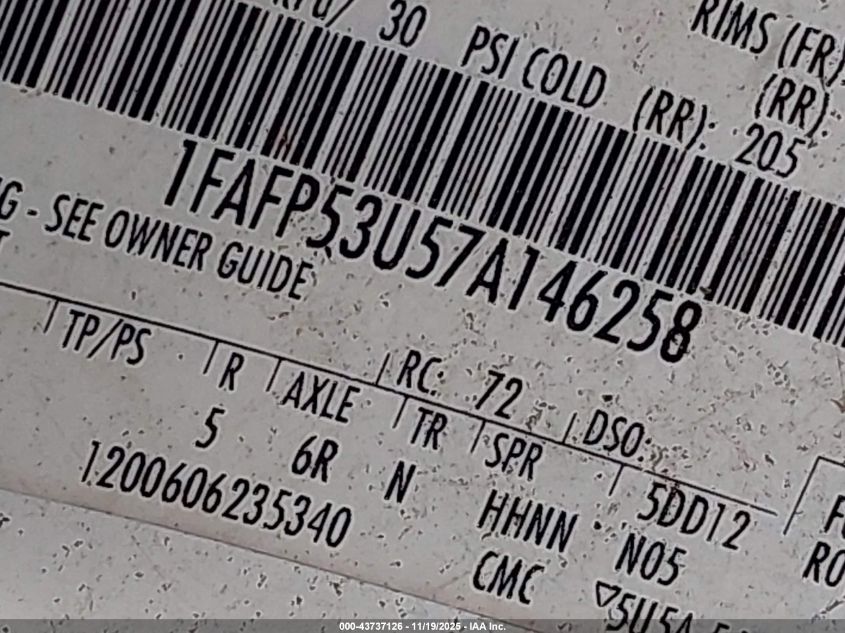 30 PSI COLD
RIMS (FR)
(RR):
(RR): 205
1FAFP53U57A146258
- SEE OWNER GUIDE
RC: 72 DSO:
TP/PS R AXLE TR SPR 5DD12
5 6R N HHNN N05
1200606235340 CMC
000-43737126 - 11/19/2025 - IAA Inc.